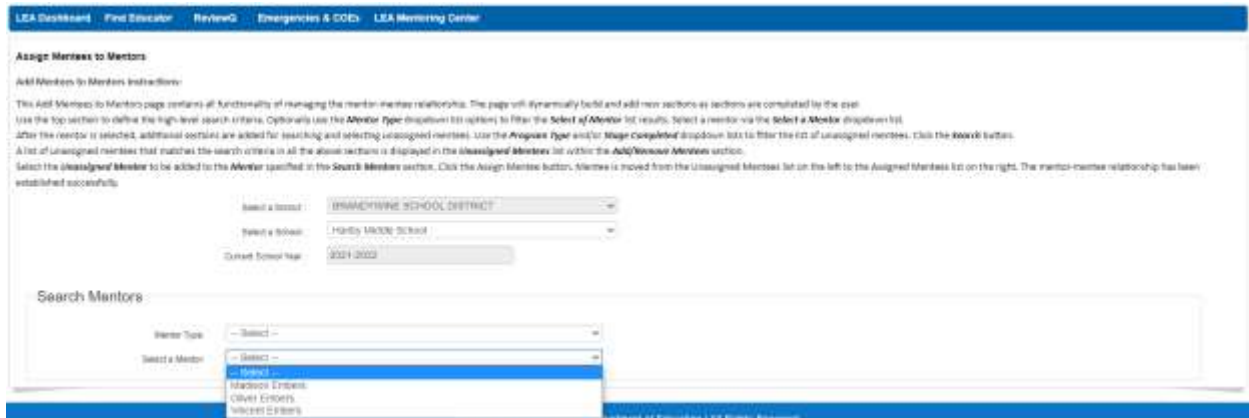 LEA Dashboard Find Educator ReviewG Emergencies & COEs LEA Mentoring Center
Assign Mentees to Mentors
Add Mentees to Mentors Instructions:
This Add Mentees to Mentors page contains all functionality of managing the mentor-mentee relationship. The page will dynamically build and add new sections as sections are completed by the user.
Use the top section to define the high-level search criteria. Optionally use the Mentor Type dropdown list options to filter the Select a Mentor list results. Select a mentor via the Select a Mentor dropdown list.
After the mentor is selected, additional sections are added for searching and selecting unassigned mentees. Use the Program Type and/or Stage Completed dropdown lists to filter the list of unassigned mentees. Click the Search button.
A list of unassigned mentees that matches the search criteria in all the above sections is displayed in the Unassigned Mentees list within the Add/Remove Mentees section.
Select the Unassigned Mentee to be added to the Mentor specified in the Search Mentors section. Click the Assign Mentee button. Mentee is moved from the Unassigned Mentees list on the left to the Assigned Mentees list on the right. The mentor-mentee relationship has been
established successfully.
Select a District BRANDYWINE SCHOOL DISTRICT
Select a School Hanby Middle School
Current School Year 2021-2022
Search Mentors
Mentor Type -- Select --
Select a Mentor -- Select --
-- Select --
Madison Embers
Oliver Embers
Vincent Embers